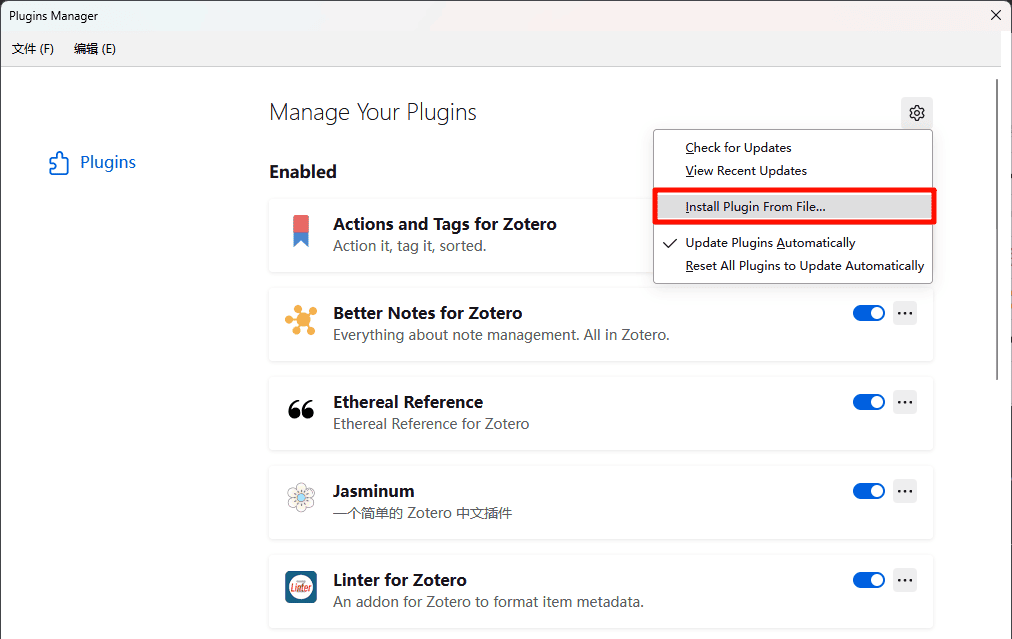 Plugins Manager
文件 (F) 编辑 (E)
Manage Your Plugins
Plugins
Check for Updates
View Recent Updates
Install Plugin From File...
Update Plugins Automatically
Reset All Plugins to Update Automatically
Enabled
Actions and Tags for Zotero
Action it, tag it, sorted.
Better Notes for Zotero
Everything about note management. All in Zotero.
Ethereal Reference
Ethereal Reference for Zotero
Jasminum
一个简单的 Zotero 中文插件
Linter
Linter for Zotero
An addon for Zotero to format item metadata.